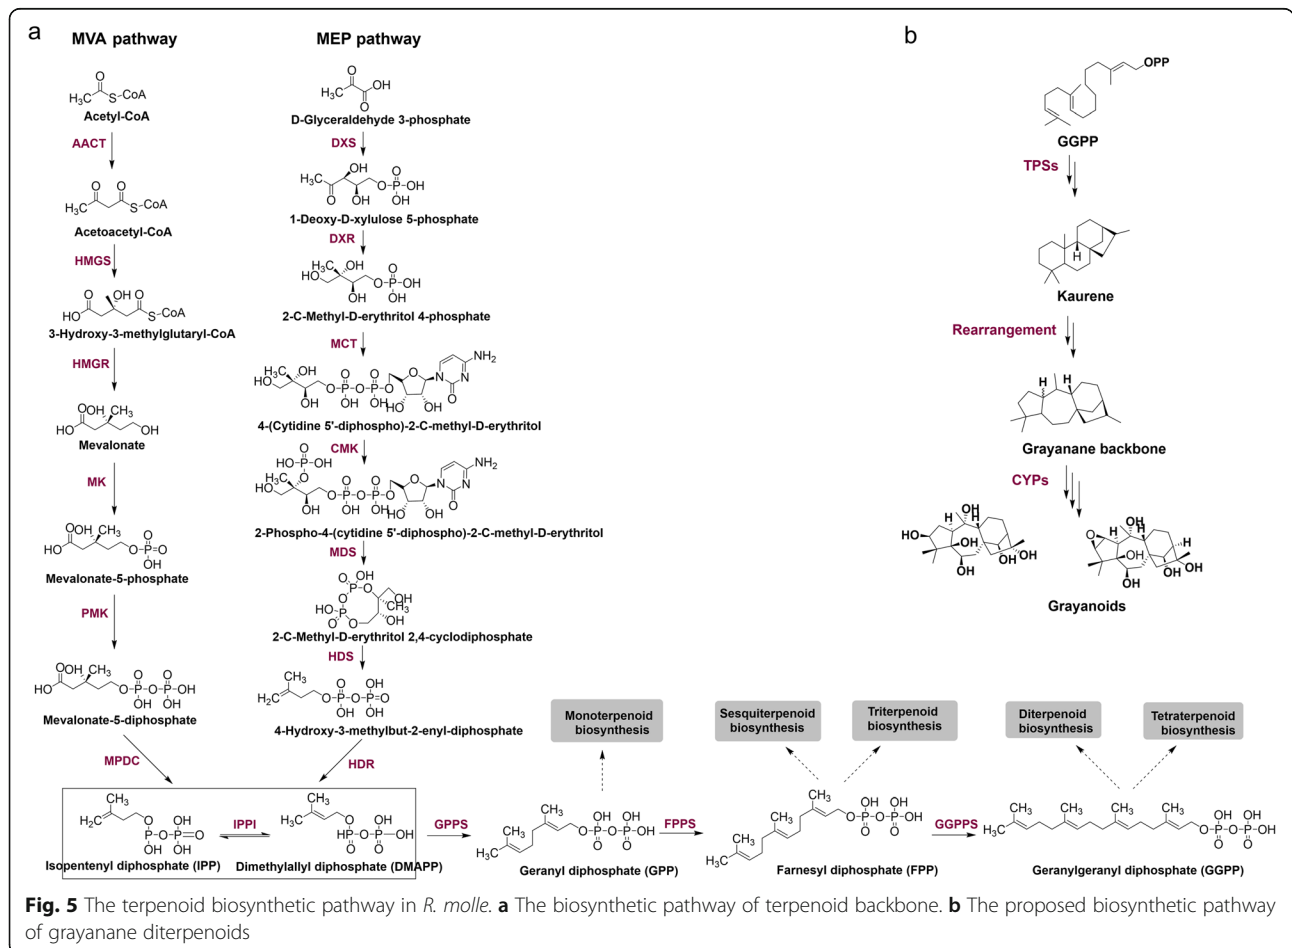 a
MVA pathway
Acetyl-CoA
AACT
Acetoacetyl-CoA
HMGS
3-Hydroxy-3-methylglutaryl-CoA
HMGR
Mevalonate
MK
Mevalonate-5-phosphate
PMK
Mevalonate-5-diphosphate
MPDC
MEP pathway
D-Glyceraldehyde 3-phosphate
DXS
1-Deoxy-D-xylulose 5-phosphate
DXR
2-C-Methyl-D-erythritol 4-phosphate
MCT
4-(Cytidine 5'-diphospho)-2-C-methyl-D-erythritol
CMK
2-Phospho-4-(cytidine 5'-diphospho)-2-C-methyl-D-erythritol
MDS
2-C-Methyl-D-erythritol 2,4-cyclodiphosphate
HDS
4-Hydroxy-3-methylbut-2-enyl-diphosphate
HDR
Isopentenyl diphosphate (IPP)
IPPI
Dimethylallyl diphosphate (DMAPP)
GPPS
Monoterpenoid
biosynthesis
Geranyl diphosphate (GPP)
FPPS
Sesquiterpenoid
biosynthesis
Triterpenoid
biosynthesis
Farnesyl diphosphate (FPP)
GGPPS
Diterpenoid
biosynthesis
Tetraterpenoid
biosynthesis
Geranylgeranyl diphosphate (GGPP)
b
OPP
GGPP
TPSs
H
Kaurene
Rearrangement
H H
Grayanane backbone
CYPs
Grayanoids
Fig. 5 The terpenoid biosynthetic pathway in R. molle. a The biosynthetic pathway of terpenoid backbone. b The proposed biosynthetic pathway
of grayanane diterpenoids